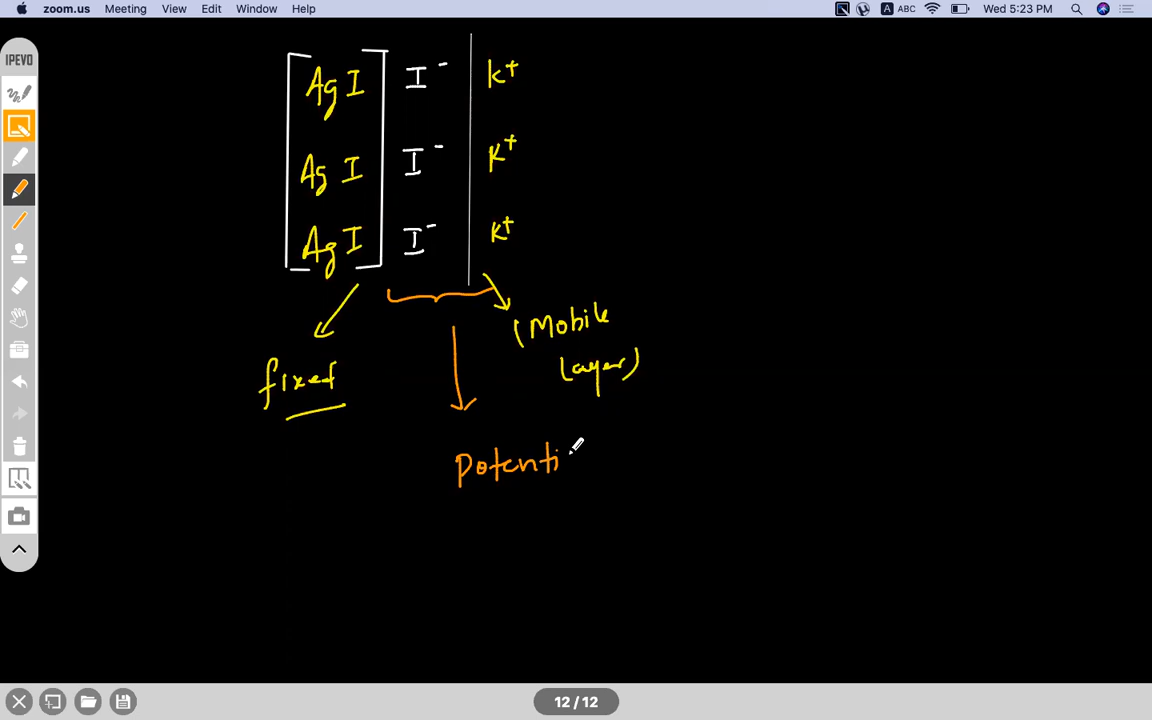 zoom.us Meeting View Edit Window Help A ABC Wed 5:23 PM
IPEVO
AgI I⁻ K⁺
AgI I⁻ K⁺
AgI I⁻ K⁺
(Mobile
layer)
fixed
Potenti
12/12